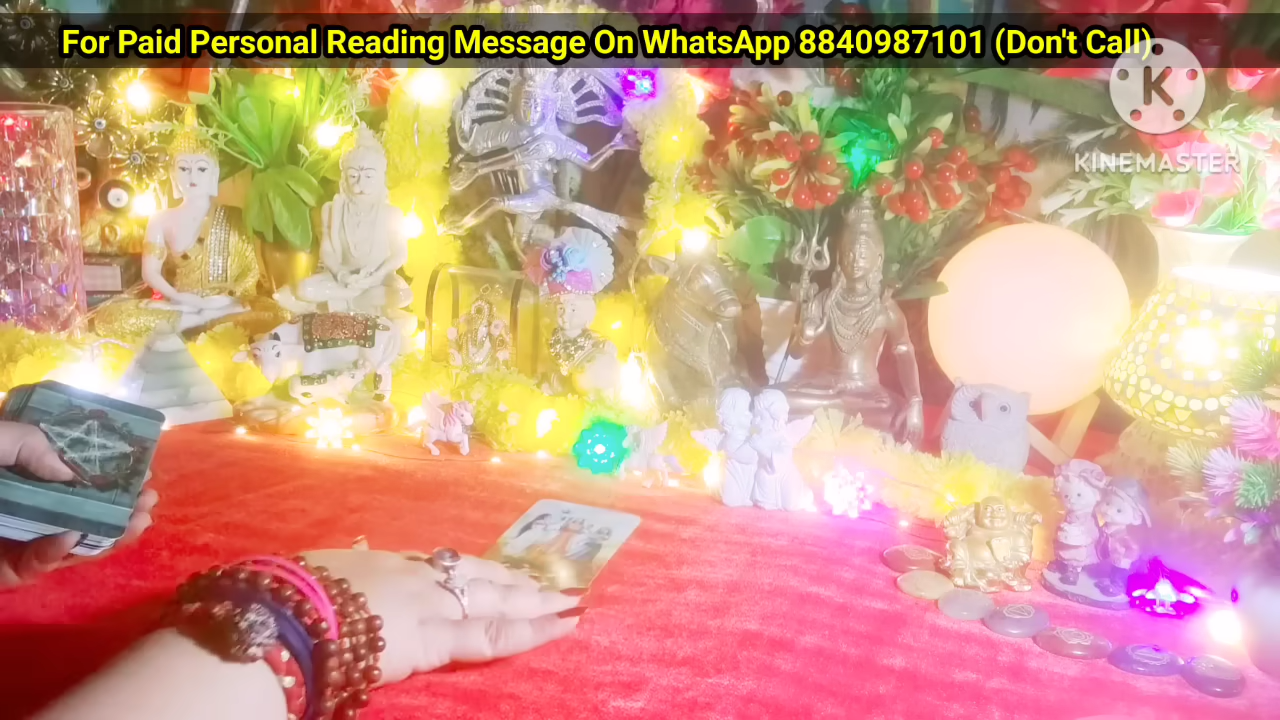 For Paid Personal Reading Message On WhatsApp 8840987101 (Don't Call)
K
KINEMASTER